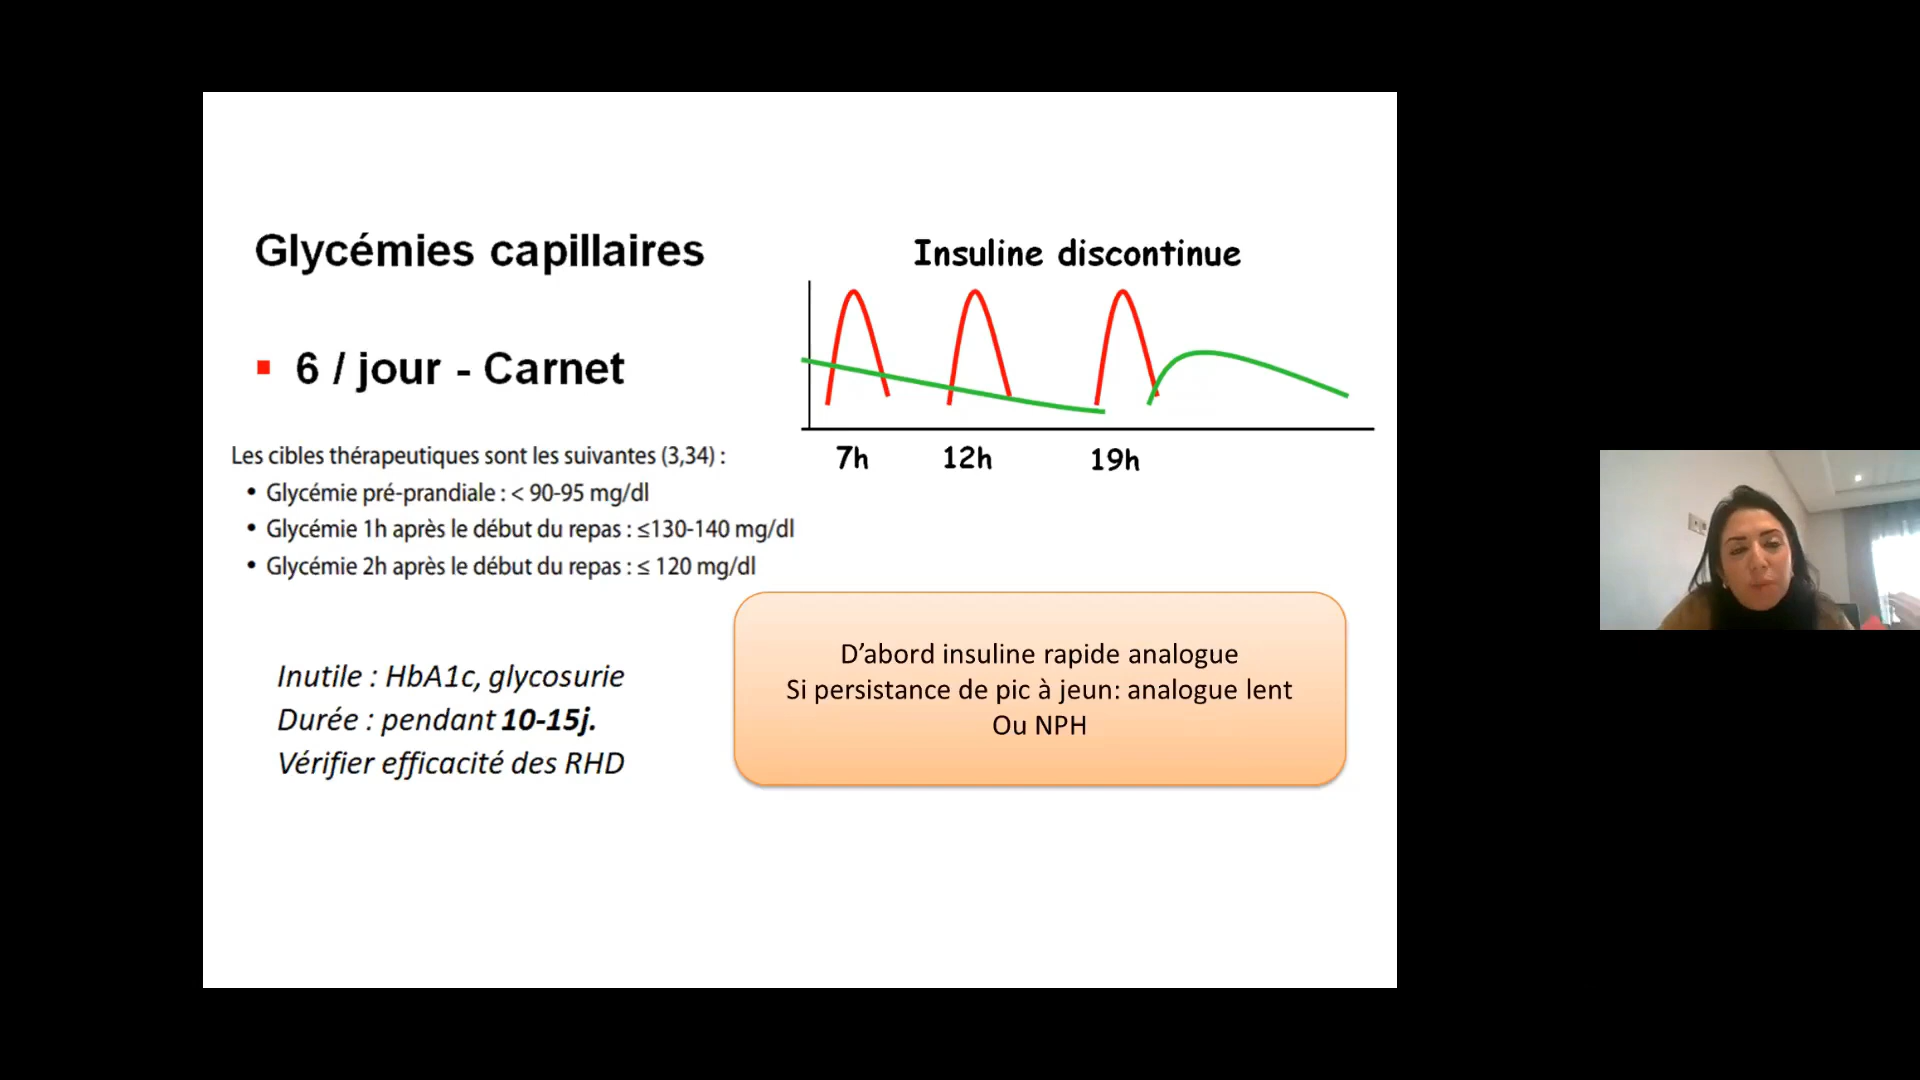 Glycémies capillaires
6 / jour - Carnet
Les cibles thérapeutiques sont les suivantes (3,34) :
• Glycémie pré-prandiale : < 90-95 mg/dl
• Glycémie 1h après le début du repas : ≤130-140 mg/dl
• Glycémie 2h après le début du repas : ≤ 120 mg/dl
Inutile : HbA1c, glycosurie
Durée : pendant 10-15j.
Vérifier efficacité des RHD
Insuline discontinue
7h 12h 19h
D’abord insuline rapide analogue
Si persistance de pic à jeun: analogue lent
Ou NPH